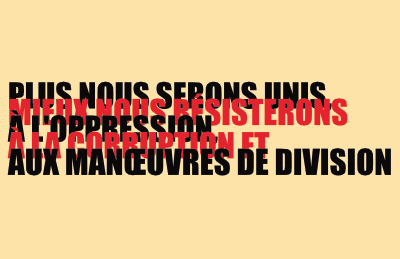 PLUS NOUS SERONS UNIS,
MIEUX NOUS RÉSISTERONS
À L'OPPRESSION,
À LA CORRUPTION ET
AUX MANŒUVRES DE DIVISION